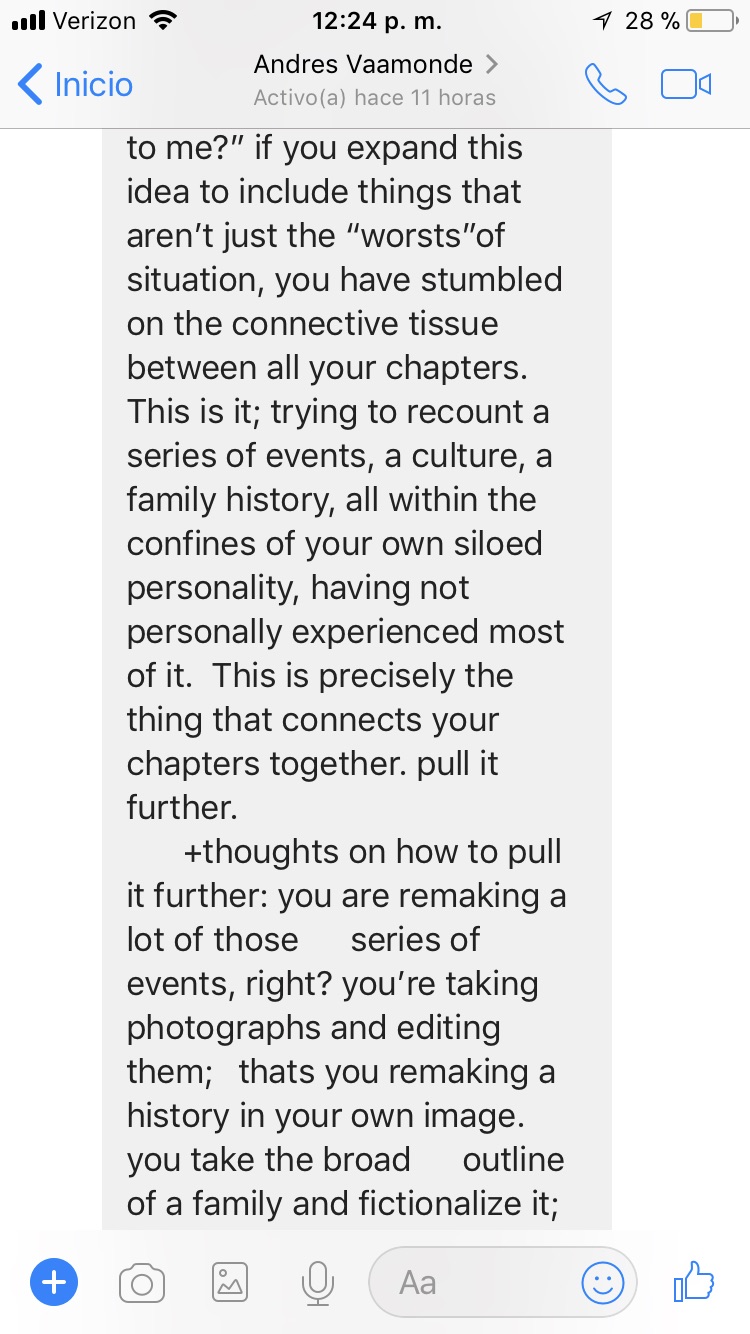 Verizon 12:24 p. m. 28 %
Inicio
Andres Vaamonde
Activo(a) hace 11 horas
to me?” if you expand this
idea to include things that
aren’t just the “worsts”of
situation, you have stumbled
on the connective tissue
between all your chapters.
This is it; trying to recount a
series of events, a culture, a
family history, all within the
confines of your own siloed
personality, having not
personally experienced most
of it.  This is precisely the
thing that connects your
chapters together. pull it
further.
+thoughts on how to pull
it further: you are remaking a
lot of those      series of
events, right? you’re taking
photographs and editing
them;   thats you remaking a
history in your own image.
you take the broad      outline
of a family and fictionalize it;
Aa